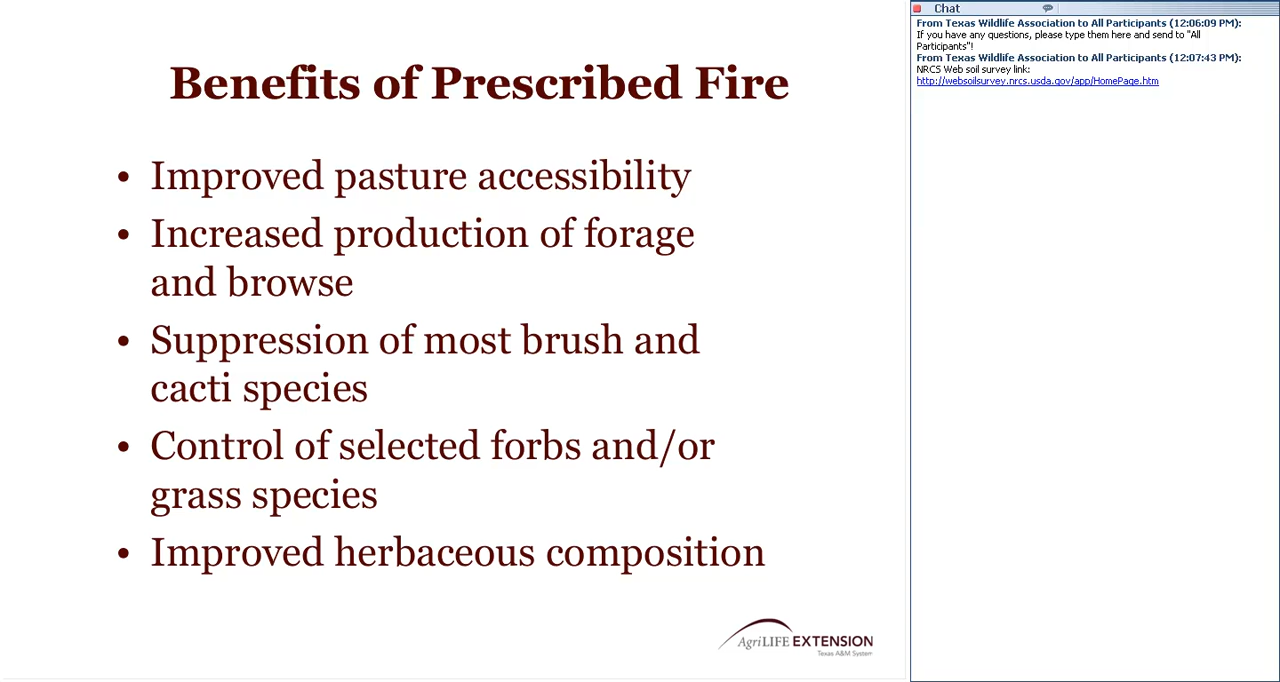 Benefits of Prescribed Fire
• Improved pasture accessibility
• Increased production of forage
and browse
• Suppression of most brush and
cacti species
• Control of selected forbs and/or
grass species
• Improved herbaceous composition
AgriLIFE EXTENSION
Texas A&M System
Chat
From Texas Wildlife Association to All Participants (12:06:09 PM):
If you have any questions, please type them here and send to "All
Participants"!
From Texas Wildlife Association to All Participants (12:07:43 PM):
NRCS Web soil survey link:
http://websoilsurvey.nrcs.usda.gov/app/HomePage.htm